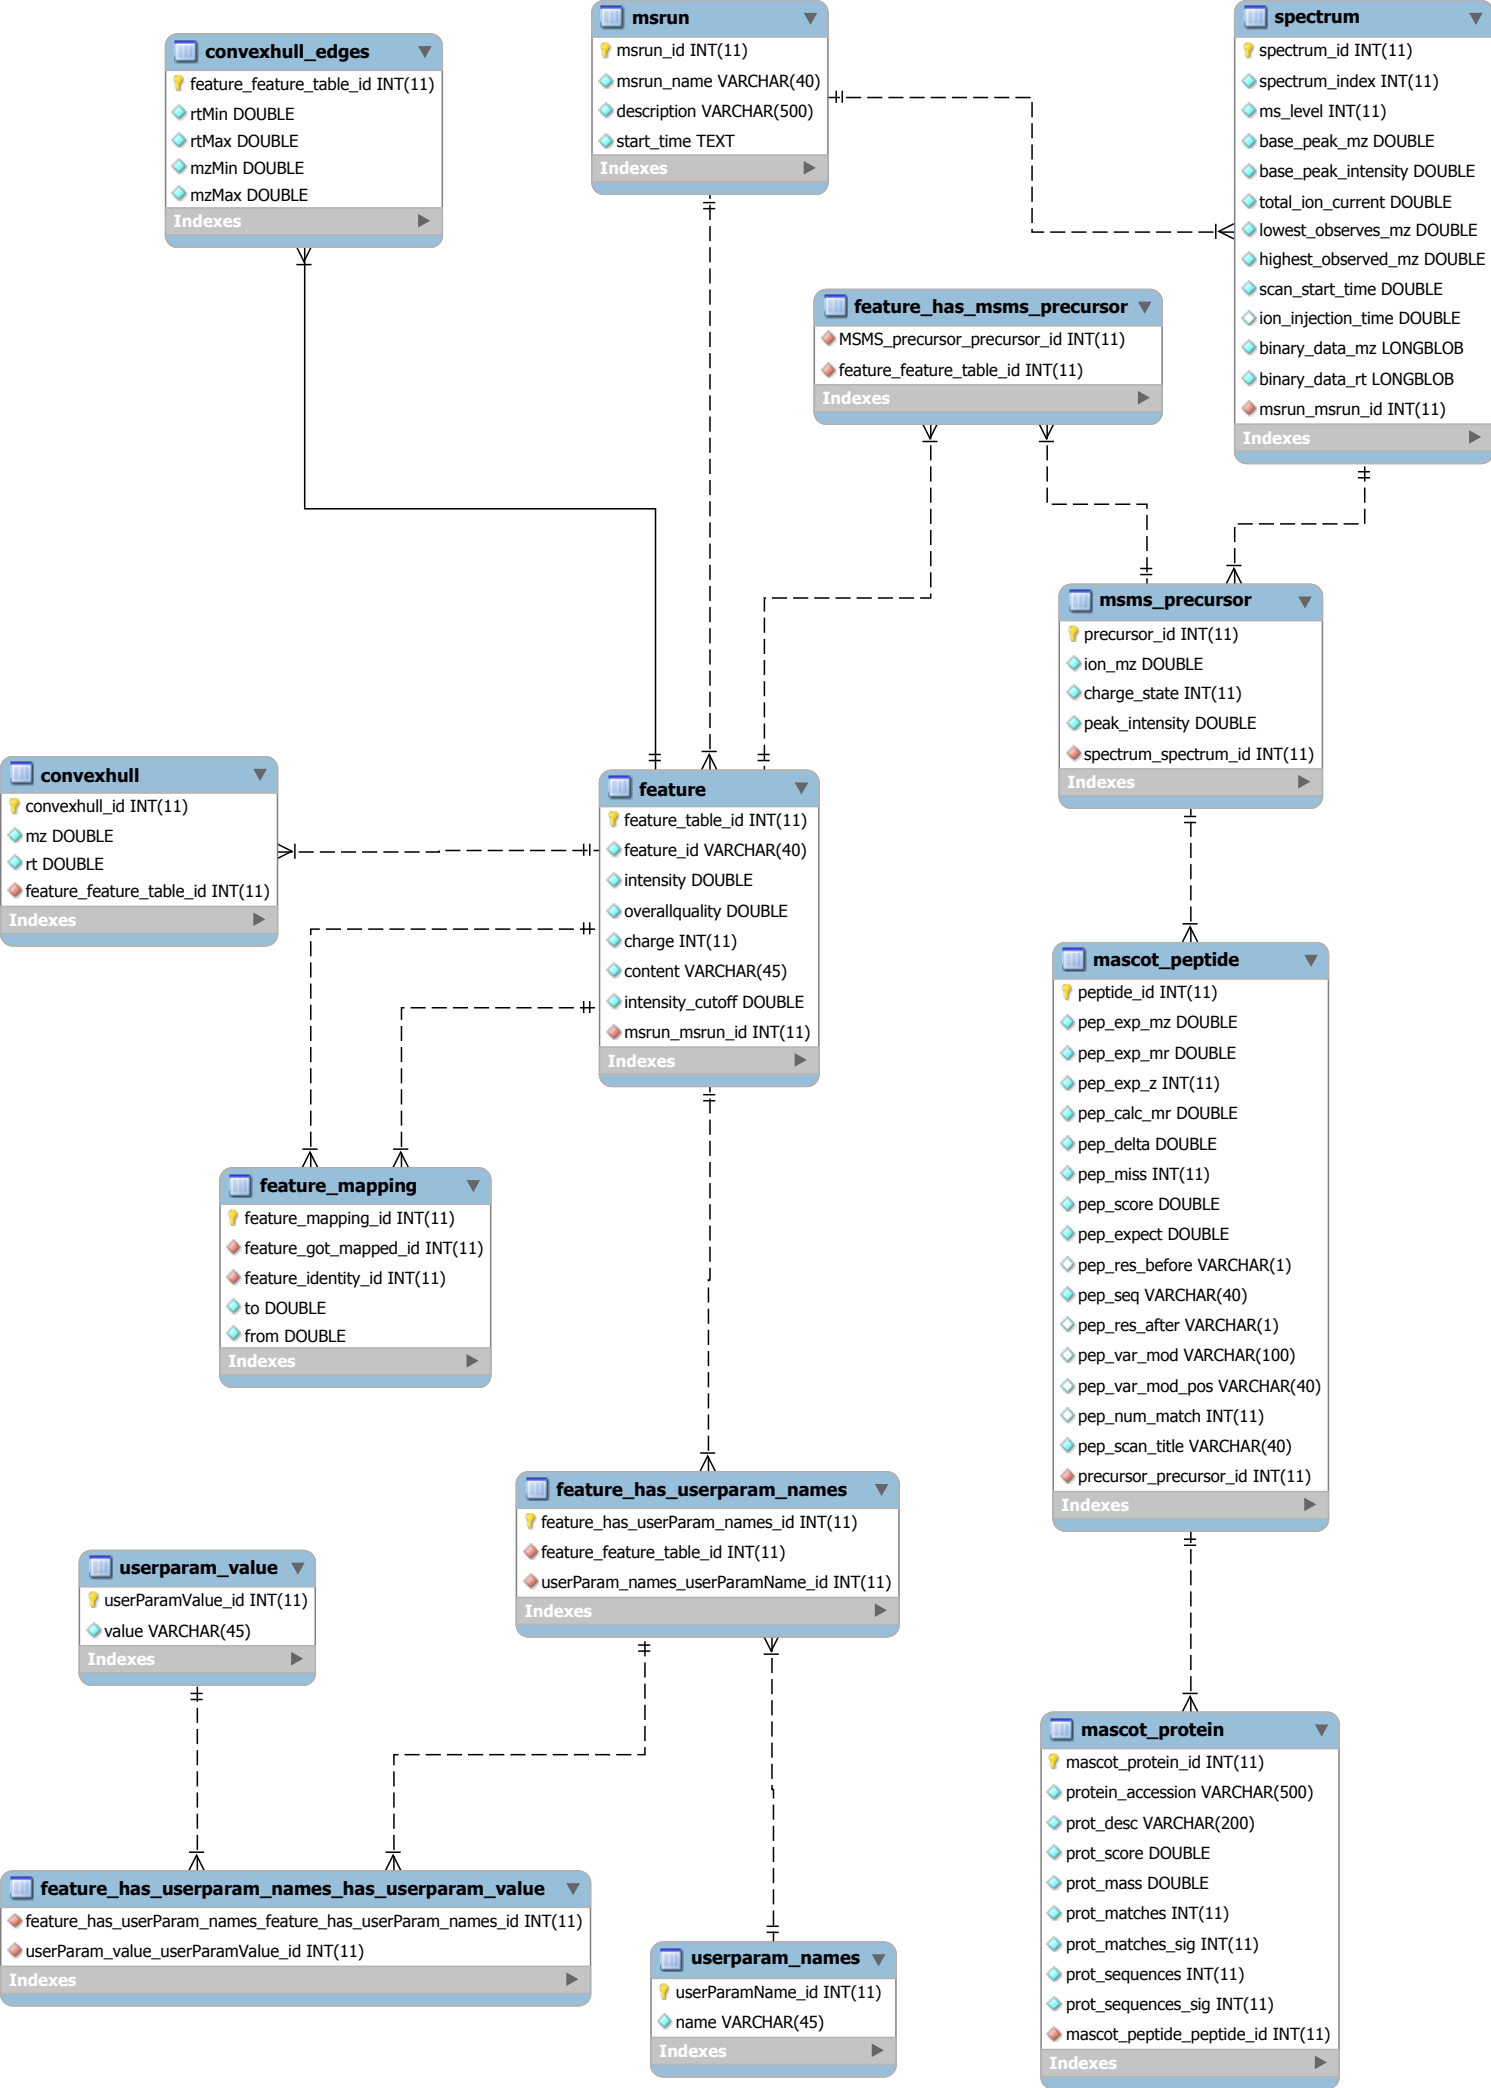 msrun
msrun_id INT(11)
msrun_name VARCHAR(40)
description VARCHAR(500)
start_time TEXT
Indexes
spectrum
spectrum_id INT(11)
spectrum_index INT(11)
ms_level INT(11)
base_peak_mz DOUBLE
base_peak_intensity DOUBLE
total_ion_current DOUBLE
lowest_observes_mz DOUBLE
highest_observed_mz DOUBLE
scan_start_time DOUBLE
ion_injection_time DOUBLE
binary_data_mz LONGBLOB
binary_data_rt LONGBLOB
msrun_msrun_id INT(11)
Indexes
convexhull_edges
feature_feature_table_id INT(11)
rtMin DOUBLE
rtMax DOUBLE
mzMin DOUBLE
mzMax DOUBLE
Indexes
feature_has_msms_precursor
MSMS_precursor_precursor_id INT(11)
feature_feature_table_id INT(11)
Indexes
msms_precursor
precursor_id INT(11)
ion_mz DOUBLE
charge_state INT(11)
peak_intensity DOUBLE
spectrum_spectrum_id INT(11)
Indexes
convexhull
convexhull_id INT(11)
mz DOUBLE
rt DOUBLE
feature_feature_table_id INT(11)
Indexes
feature
feature_table_id INT(11)
feature_id VARCHAR(40)
intensity DOUBLE
overallquality DOUBLE
charge INT(11)
content VARCHAR(45)
intensity_cutoff DOUBLE
msrun_msrun_id INT(11)
Indexes
mascot_peptide
peptide_id INT(11)
pep_exp_mz DOUBLE
pep_exp_mr DOUBLE
pep_exp_z INT(11)
pep_calc_mr DOUBLE
pep_delta DOUBLE
pep_miss INT(11)
pep_score DOUBLE
pep_expect DOUBLE
pep_res_before VARCHAR(1)
pep_seq VARCHAR(40)
pep_res_after VARCHAR(1)
pep_var_mod VARCHAR(100)
pep_var_mod_pos VARCHAR(40)
pep_num_match INT(11)
pep_scan_title VARCHAR(40)
precursor_precursor_id INT(11)
Indexes
feature_mapping
feature_mapping_id INT(11)
feature_got_mapped_id INT(11)
feature_identity_id INT(11)
to DOUBLE
from DOUBLE
Indexes
feature_has_userparam_names
feature_has_userParam_names_id INT(11)
feature_feature_table_id INT(11)
userParam_names_userParamName_id INT(11)
Indexes
userparam_value
userParamValue_id INT(11)
value VARCHAR(45)
Indexes
mascot_protein
mascot_protein_id INT(11)
protein_accession VARCHAR(500)
prot_desc VARCHAR(200)
prot_score DOUBLE
prot_mass DOUBLE
prot_matches INT(11)
prot_matches_sig INT(11)
prot_sequences INT(11)
prot_sequences_sig INT(11)
mascot_peptide_peptide_id INT(11)
Indexes
feature_has_userparam_names_has_userparam_value
feature_has_userParam_names_feature_has_userParam_names_id INT(11)
userParam_value_userParamValue_id INT(11)
Indexes
userparam_names
userParamName_id INT(11)
name VARCHAR(45)
Indexes